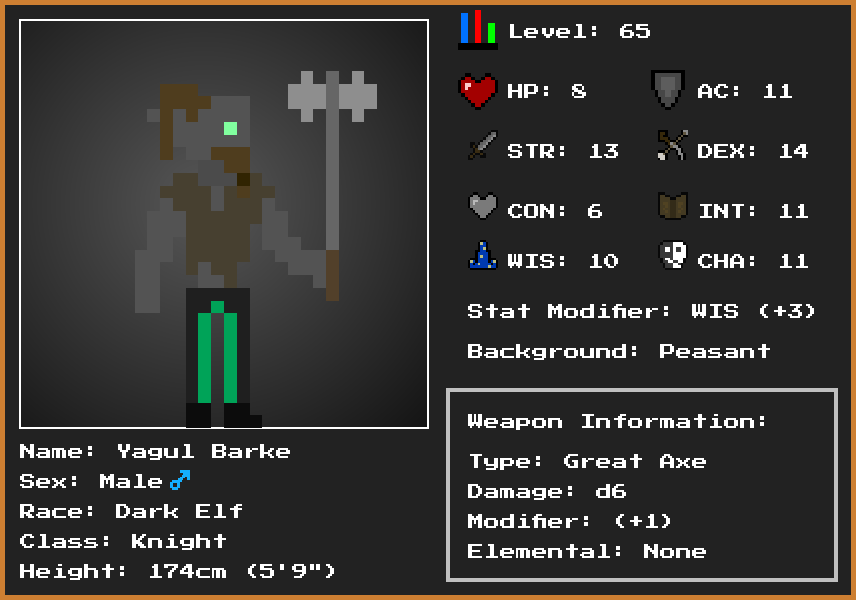 Level: 65
HP: 8
AC: 11
STR: 13
DEX: 14
CON: 6
INT: 11
WIS: 10
CHA: 11
Stat Modifier: WIS (+3)
Background: Peasant
Weapon Information:
Type: Great Axe
Damage: d6
Modifier: (+1)
Elemental: None
Name: Yagul Barke
Sex: Male♂
Race: Dark Elf
Class: Knight
Height: 174cm (5'9")